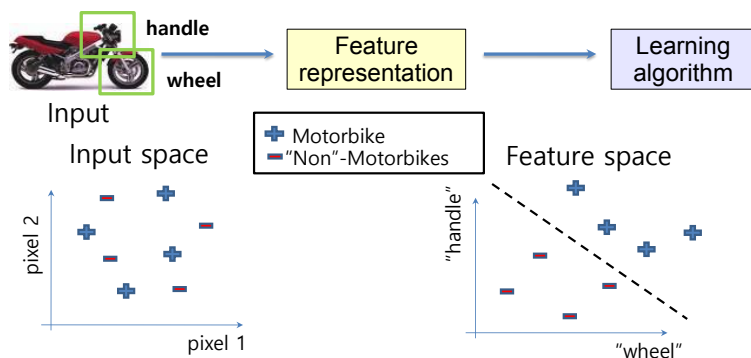 handle
wheel
Input
Feature
representation
Learning
algorithm
Motorbike
"Non"-Motorbikes
Input space
pixel 2
pixel 1
Feature space
"handle"
"wheel"